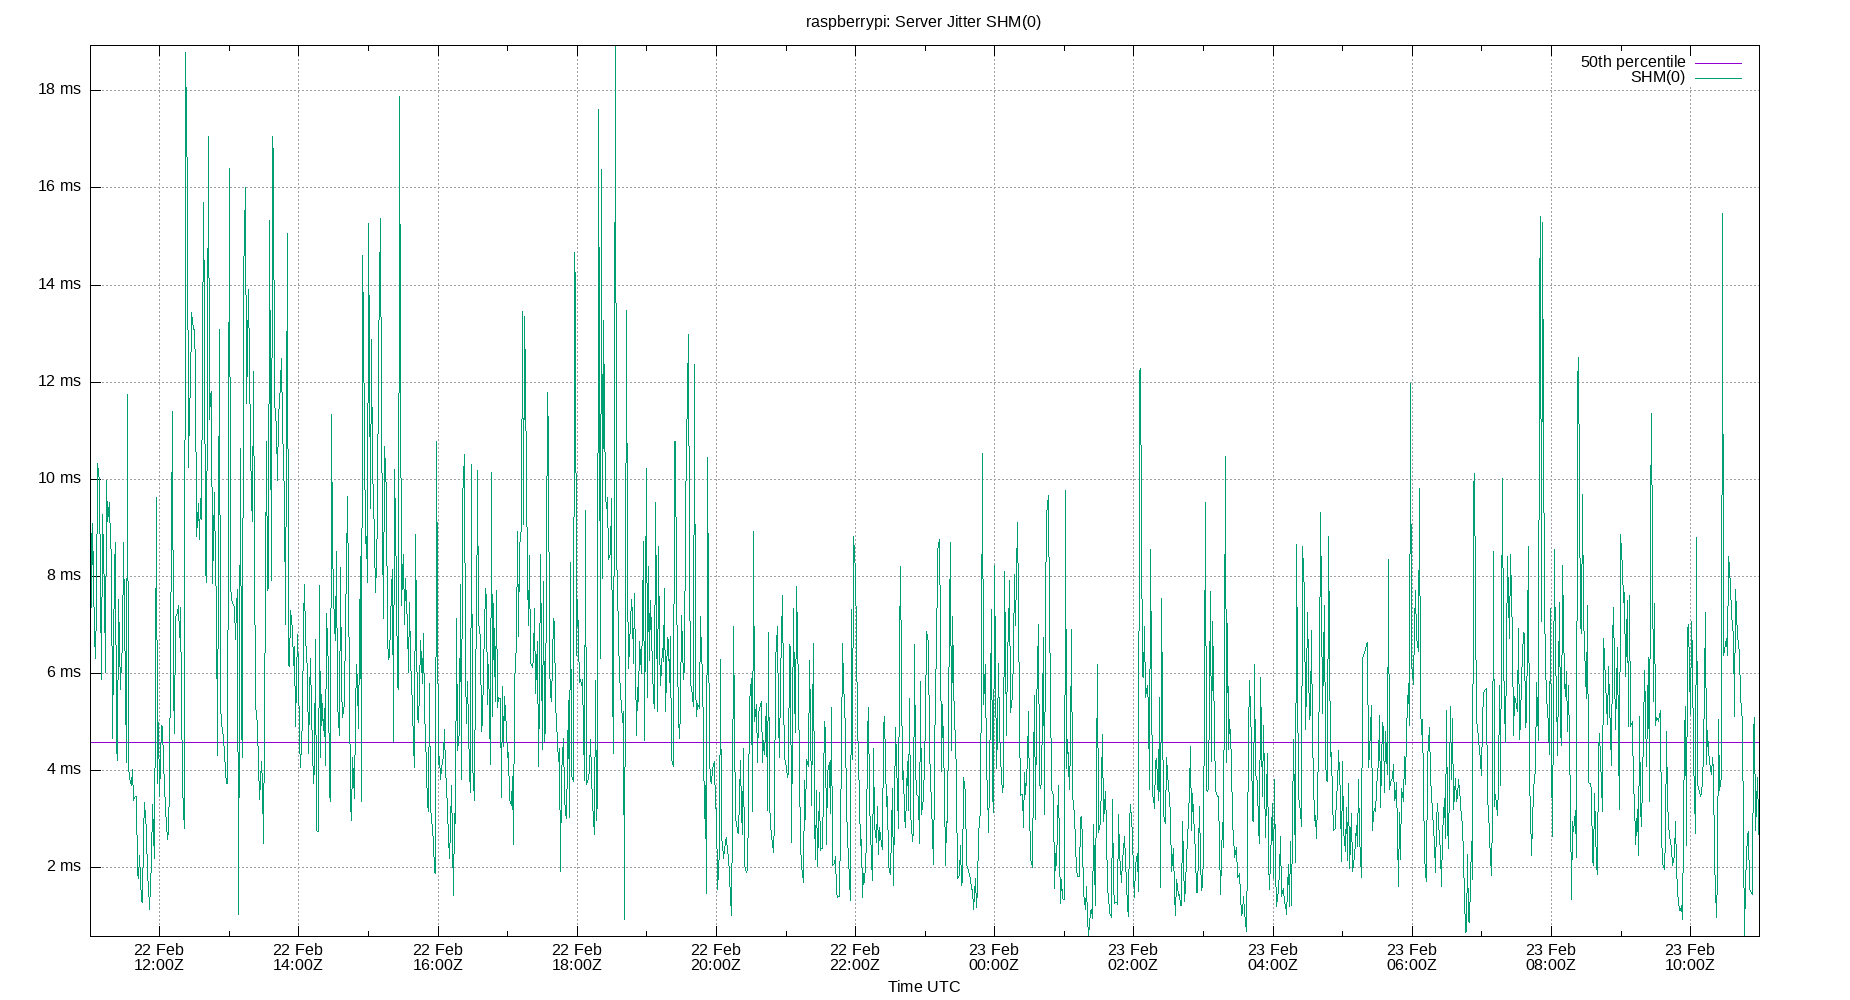 raspberrypi: Server Jitter SHM(0)
50th percentile
SHM(0)
18 ms
16 ms
14 ms
12 ms
10 ms
8 ms
6 ms
4 ms
2 ms
22 Feb 22 Feb 22 Feb 22 Feb 22 Feb 22 Feb 23 Feb 23 Feb 23 Feb 23 Feb 23 Feb 23 Feb
12:00Z 14:00Z 16:00Z 18:00Z 20:00Z 22:00Z 00:00Z 02:00Z 04:00Z 06:00Z 08:00Z 10:00Z
Time UTC